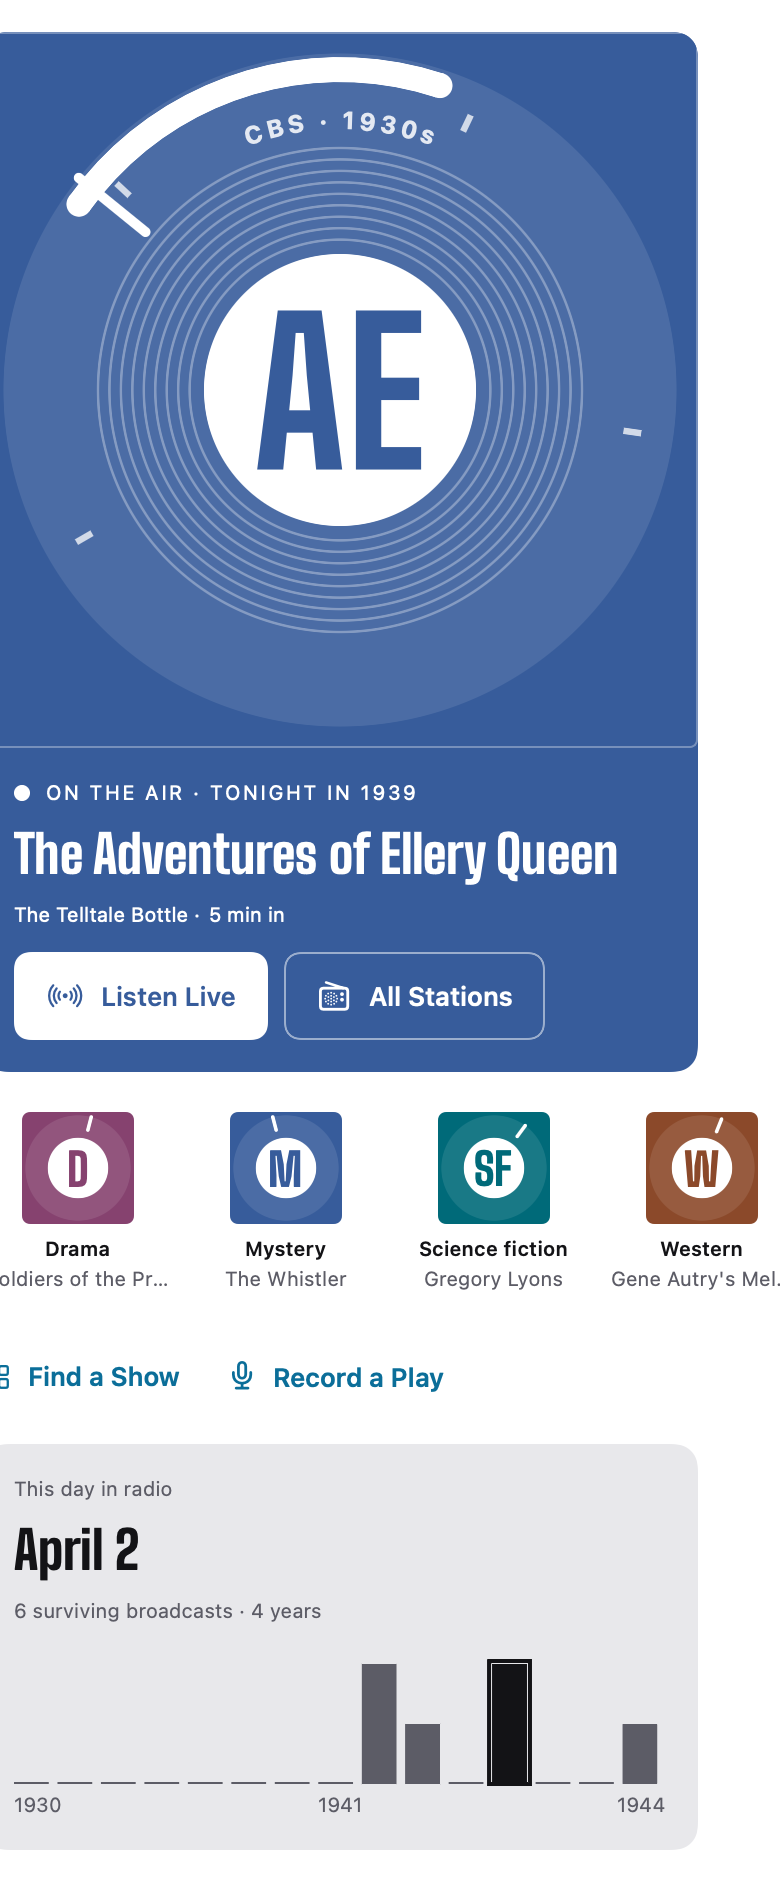 CBS · 1930s
AE
ON THE AIR · TONIGHT IN 1939
The Adventures of Ellery Queen
The Telltale Bottle · 5 min in
Listen Live
All Stations
D
M
SF
W
Drama
Mystery
Science fiction
Western
oldiers of the Pr...
The Whistler
Gregory Lyons
Gene Autry's Mel.
Find a Show
Record a Play
This day in radio
April 2
6 surviving broadcasts · 4 years
1930
1941
1944